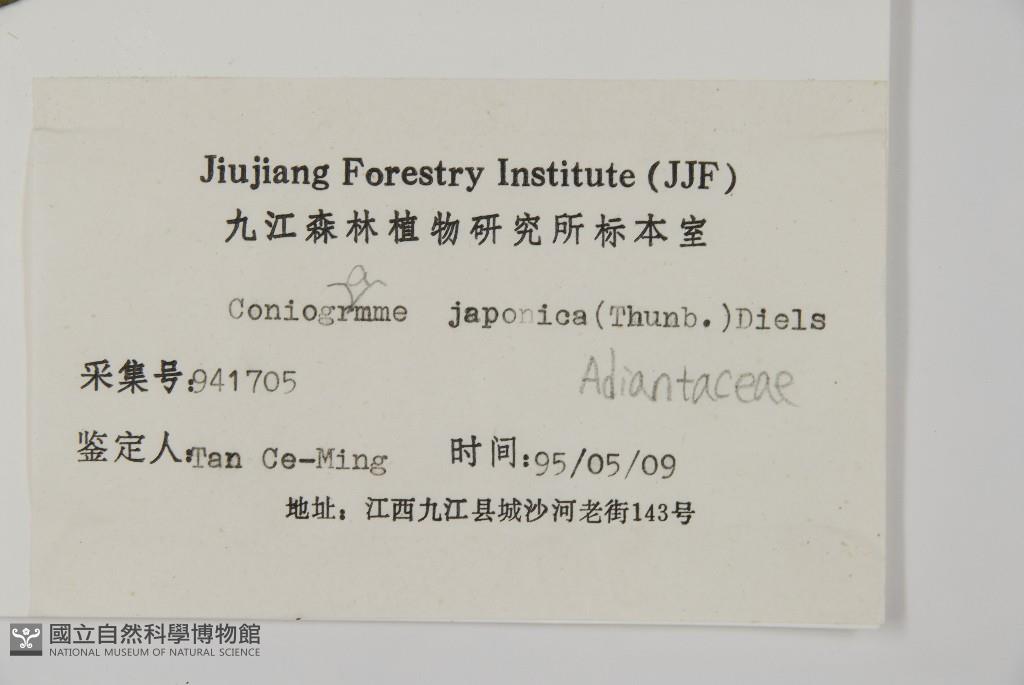 Jiujiang Forestry Institute (JJF)
九江森林植物研究所标本室
a
Coniogrmme japonica(Thunb.)Diels
采集号:941705
Adiantaceae
鉴定人:Tan Ce-Ming 时间:95/05/09
地址：江西九江县城沙河老街143号
國立自然科學博物館
NATIONAL MUSEUM OF NATURAL SCIENCE